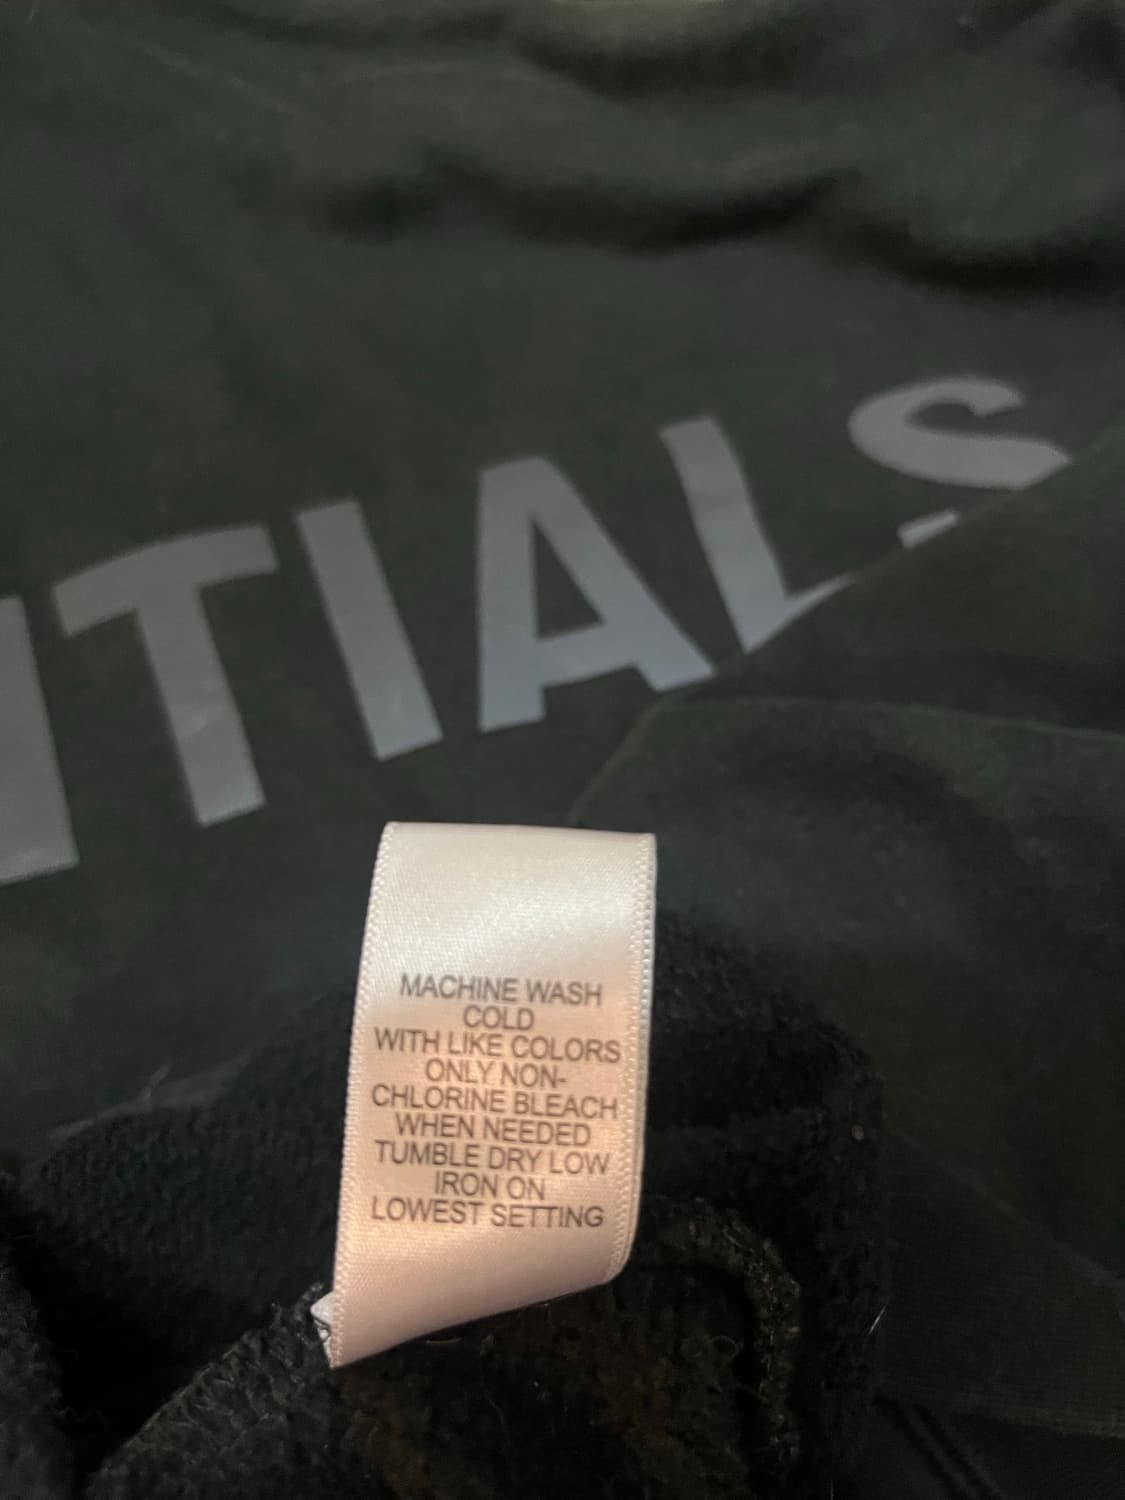 NTIALS
MACHINE WASH
COLD
WITH LIKE COLORS
ONLY NON-
CHLORINE BLEACH
WHEN NEEDED
TUMBLE DRY LOW
IRON ON
LOWEST SETTING